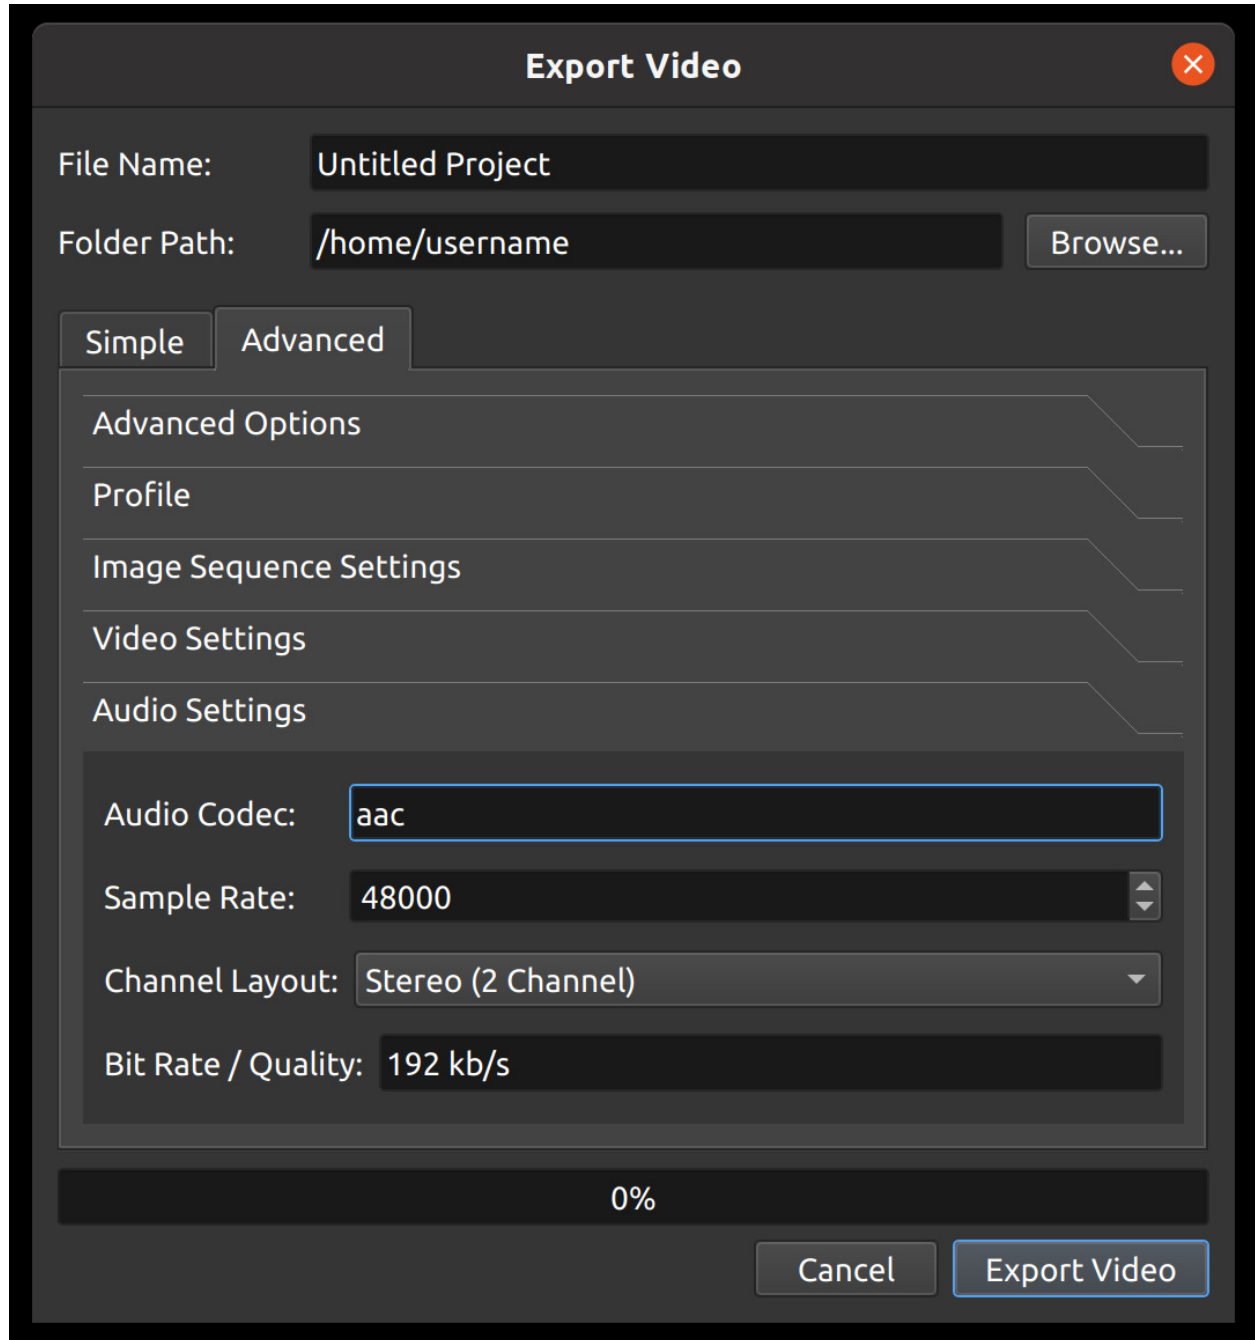 Export Video
File Name: Untitled Project
Folder Path: /home/username Browse...
Simple Advanced
Advanced Options
Profile
Image Sequence Settings
Video Settings
Audio Settings
Audio Codec: aac
Sample Rate: 48000
Channel Layout: Stereo (2 Channel)
Bit Rate / Quality: 192 kb/s
0%
Cancel Export Video